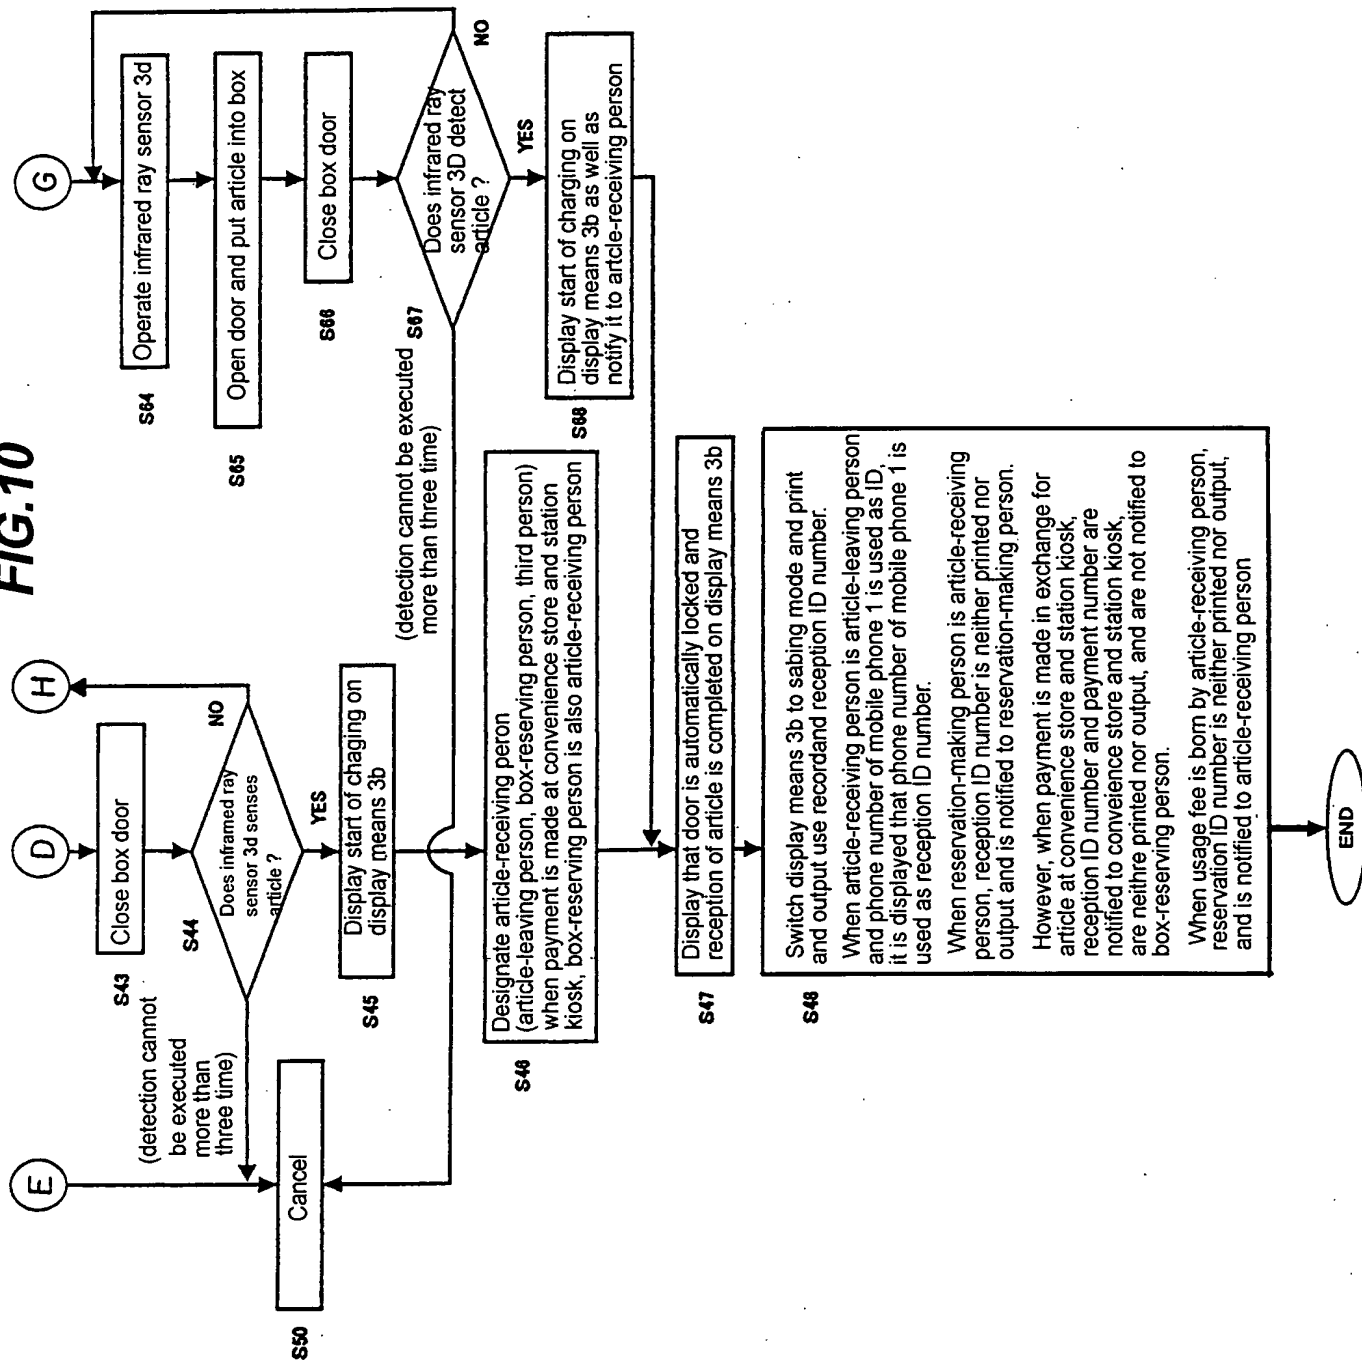 FIG.10
E
D
H
G
S43
Close box door
S44
Does inframed ray
sensor 3d senses
article ?
NO
YES
(detection cannot
be executed
more than
three time)
S45
Display start of chaging on
display means 3b
S50
Cancel
S64
Operate infrared ray sensor 3d
S65
Open door and put article into box
S66
Close box door
S67
Does infrared ray
sensor 3D detect
article ?
NO
YES
(detection cannot be executed
more than three time)
S68
Display start of charging on
display means 3b as well as
notify it to artcle-receiving person
S46
Designate article-receiving peron
(article-leaving person, box-reserving person, third person)
when payment is made at convenience store and station
kiosk, box-reserving person is also article-receiving person
S47
Display that door is automatically locked and
reception of article is completed on display means 3b
S48
Switch display means 3b to sabing mode and print
and output use recordand reception ID number.
When article-receiving person is article-leaving person
and phone number of mobile phone 1 is used as ID,
it is displayed that phone number of mobile phone 1 is
used as reception ID number.
When reservation-making person is article-receiving
person, reception ID number is neither printed nor
output and is notified to reservation-making person.
However, when payment is made in exchange for
article at convenience store and station kiosk,
reception ID number and payment number are
notified to convience store and station kiosk,
are neithre printed nor output, and are not notified to
box-reserving person.
When usage fee is born by article-receiving person,
reservation ID number is neither printed nor output,
and is notified to article-receiving person
END